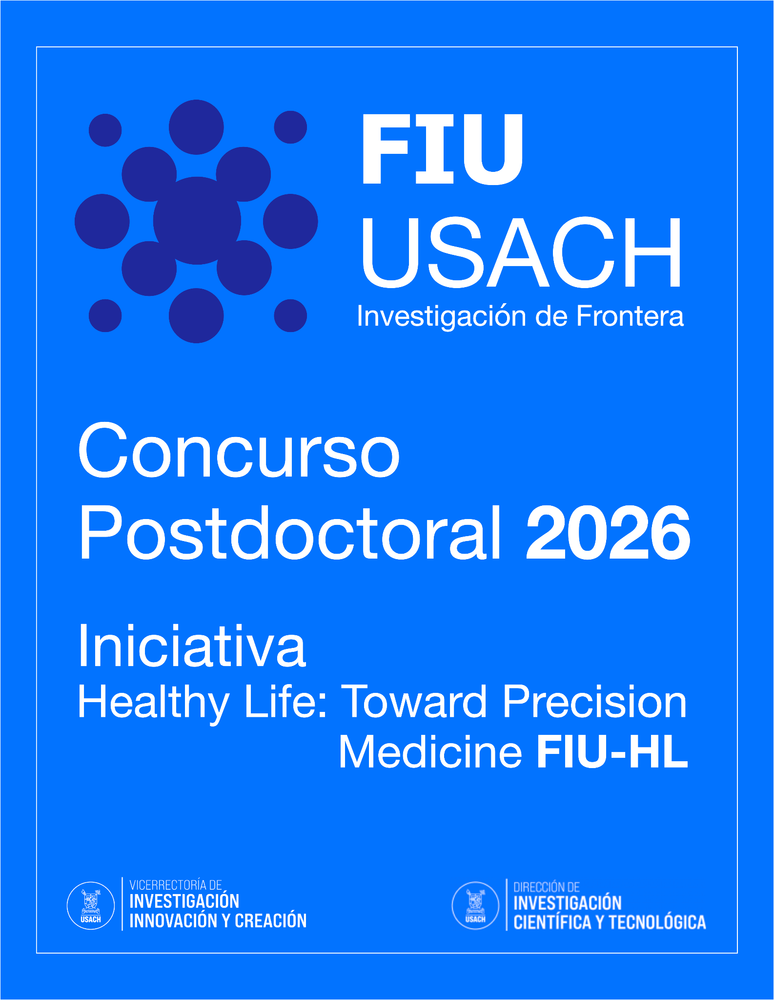 FIU
USACH
Investigación de Frontera
Concurso
Postdoctoral 2026
Iniciativa
Healthy Life: Toward Precision
Medicine FIU-HL
USACH
VICERRECTORÍA DE
INVESTIGACIÓN
INNOVACIÓN Y CREACIÓN
USACH
DIRECCIÓN DE
INVESTIGACIÓN
CIENTÍFICA Y TECNOLÓGICA